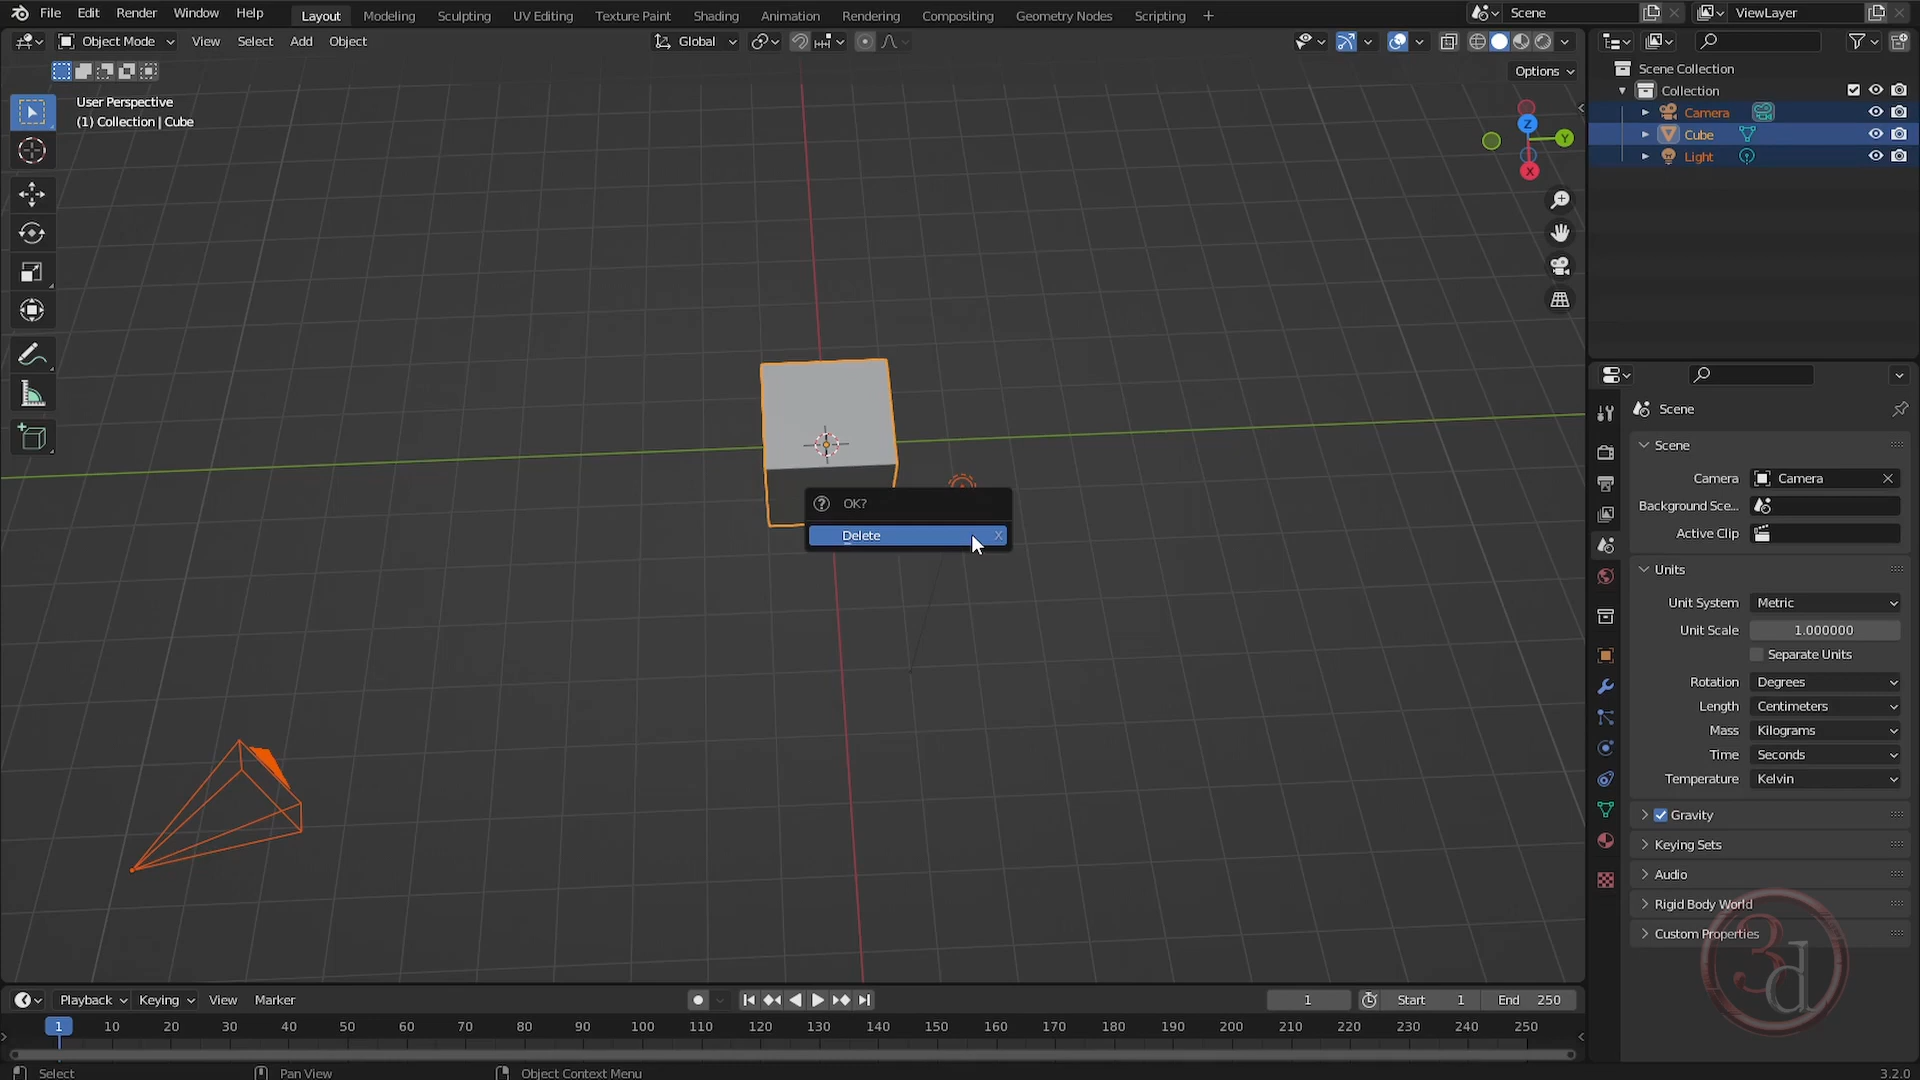 File Edit Render Window Help Layout Modeling Sculpting UV Editing Texture Paint Shading Animation Rendering Compositing Geometry Nodes Scripting + Scene ViewLayer
Object Mode View Select Add Object Global
Options
User Perspective
(1) Collection | Cube
Z
Y
X
Scene Collection
Collection
Camera
Cube
Light
OK?
Delete X
Scene
Scene
Camera Camera
Background Sce...
Active Clip
Units
Unit System Metric
Unit Scale 1.000000
Separate Units
Rotation Degrees
Length Centimeters
Mass Kilograms
Time Seconds
Temperature Kelvin
Gravity
Keying Sets
Audio
Rigid Body World
Custom Properties
3d
Playback Keying View Marker 1 Start 1 End 250
1 10 20 30 40 50 60 70 80 90 100 110 120 130 140 150 160 170 180 190 200 210 220 230 240 250
Select Pan View Object Context Menu 3.2.0